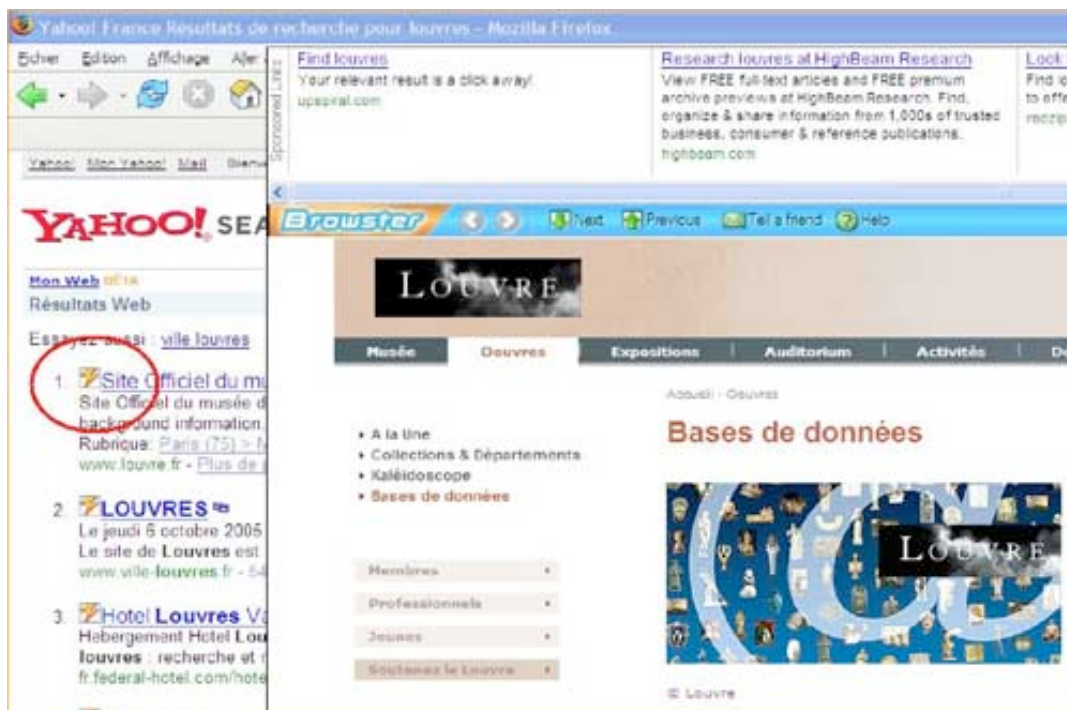 Yahoo! France Résultats de recherche pour louvres - Mozilla Firefox
Fichier Edition Affichage Aller
Yahoo! Mon Yahoo! Mail
YAHOO! SEA
Mon Web BÊTA
Résultats Web
Essayez aussi : ville louvres
1. Site Officiel du mu
Site Officiel du musée d
background information.
Rubrique: Paris (75) >
www.louvre.fr - Plus de
2. LOUVRES
Le jeudi 6 octobre 2005
Le site de Louvres est
www.ville-louvres.fr
3. Hotel Louvres Va
Hebergement Hotel Lou
louvres : recherche et
fr.federal-hotel.com/hote
Sponsored Links
Find louvres
Your relevant result is a click away!
upspiral.com
Research louvres at HighBeam Research
View FREE full-text articles and FREE premium
archive previews at HighBeam Research. Find,
organize & share information from 1,000s of trusted
business, consumer & reference publications.
highbeam.com
Look
Find lo
to offe
Browster Next Previous Tell a friend Help
LOUVRE
Musée Oeuvres Expositions Auditorium Activités
Accueil - Oeuvres
A la Une
Collections & Départements
Kaléidoscope
Bases de données
Membres
Professionnels
Jeunes
Soutenez le Louvre
Bases de données
LOUVRE
© Louvre